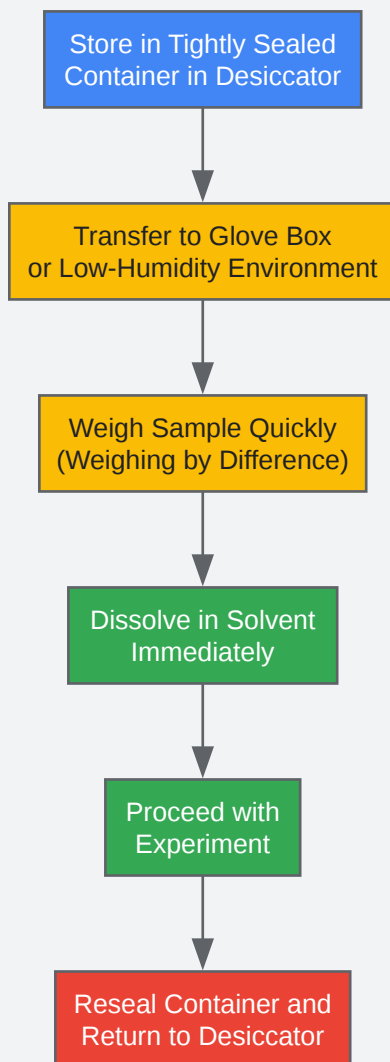 Store in Tightly Sealed
Container in Desiccator
Transfer to Glove Box
or Low-Humidity Environment
Weigh Sample Quickly
(Weighing by Difference)
Dissolve in Solvent
Immediately
Proceed with
Experiment
Reseal Container and
Return to Desiccator